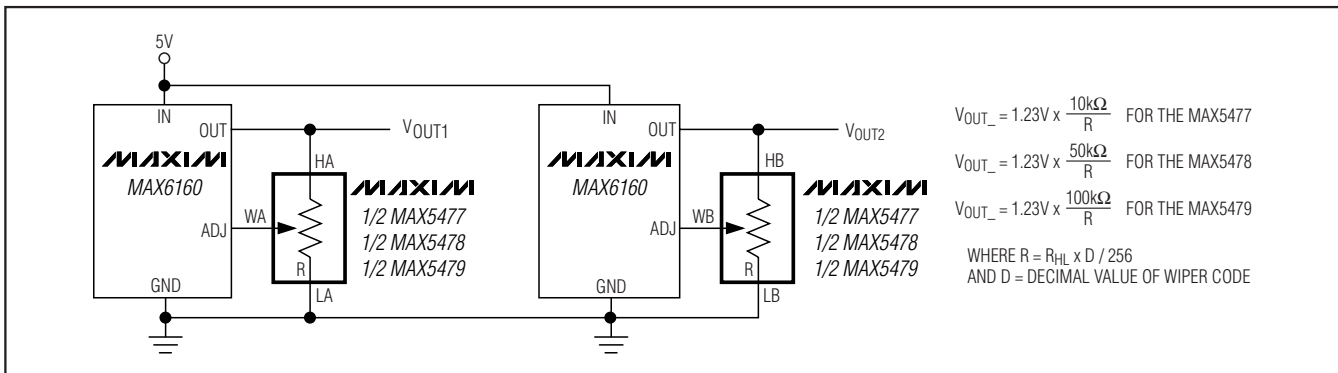 5V
IN
OUT
VOUT1
MAXIM
MAX6160
HA
WA
ADJ
R
LA
GND
MAXIM
1/2 MAX5477
1/2 MAX5478
1/2 MAX5479
IN
OUT
VOUT2
MAXIM
MAX6160
HB
WB
ADJ
R
LB
GND
MAXIM
1/2 MAX5477
1/2 MAX5478
1/2 MAX5479
VOUT_ = 1.23V x 10kΩ / R FOR THE MAX5477
VOUT_ = 1.23V x 50kΩ / R FOR THE MAX5478
VOUT_ = 1.23V x 100kΩ / R FOR THE MAX5479
WHERE R = RHL x D / 256
AND D = DECIMAL VALUE OF WIPER CODE